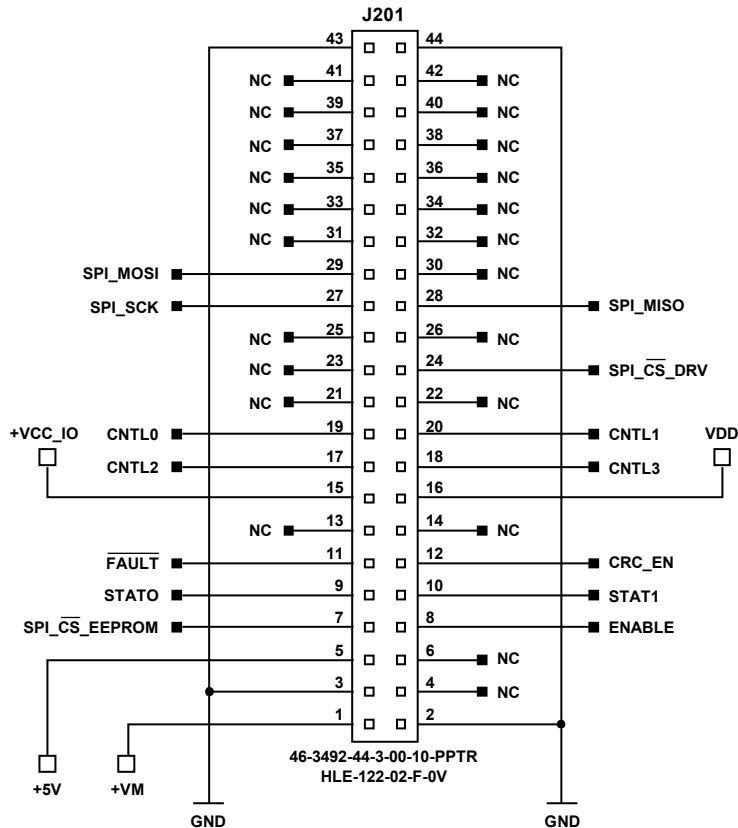 J201
43 44
NC 41 42 NC
NC 39 40 NC
NC 37 38 NC
NC 35 36 NC
NC 33 34 NC
NC 31 32 NC
SPI_MOSI 29 30 NC
SPI_SCK 27 28 SPI_MISO
NC 25 26 NC
NC 23 24 SPI_CS_DRV
NC 21 22 NC
+VCC_IO CNTL0 19 20 CNTL1 VDD
CNTL2 17 18 CNTL3
15 16
NC 13 14 NC
FAULT 11 12 CRC_EN
STATO 9 10 STAT1
SPI_CS_EEPROM 7 8 ENABLE
5 6 NC
3 4 NC
1 2
46-3492-44-3-00-10-PPTR
HLE-122-02-F-0V
+5V +VM
GND GND